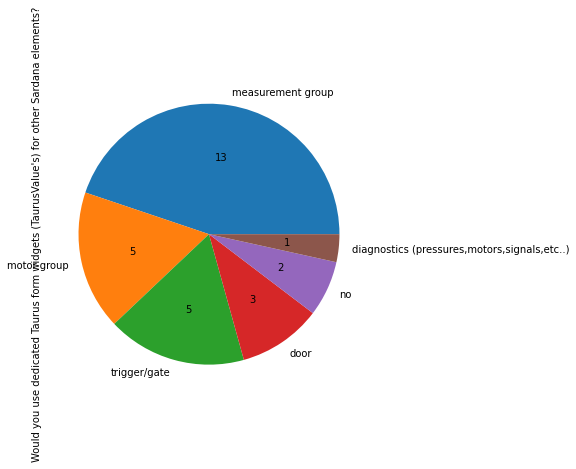 Would you use dedicated Taurus form widgets (TaurusValue's) for other Sardana elements?
measurement group
13
motor group
5
trigger/gate
5
door
3
no
2
diagnostics (pressures,motors,signals,etc..)
1